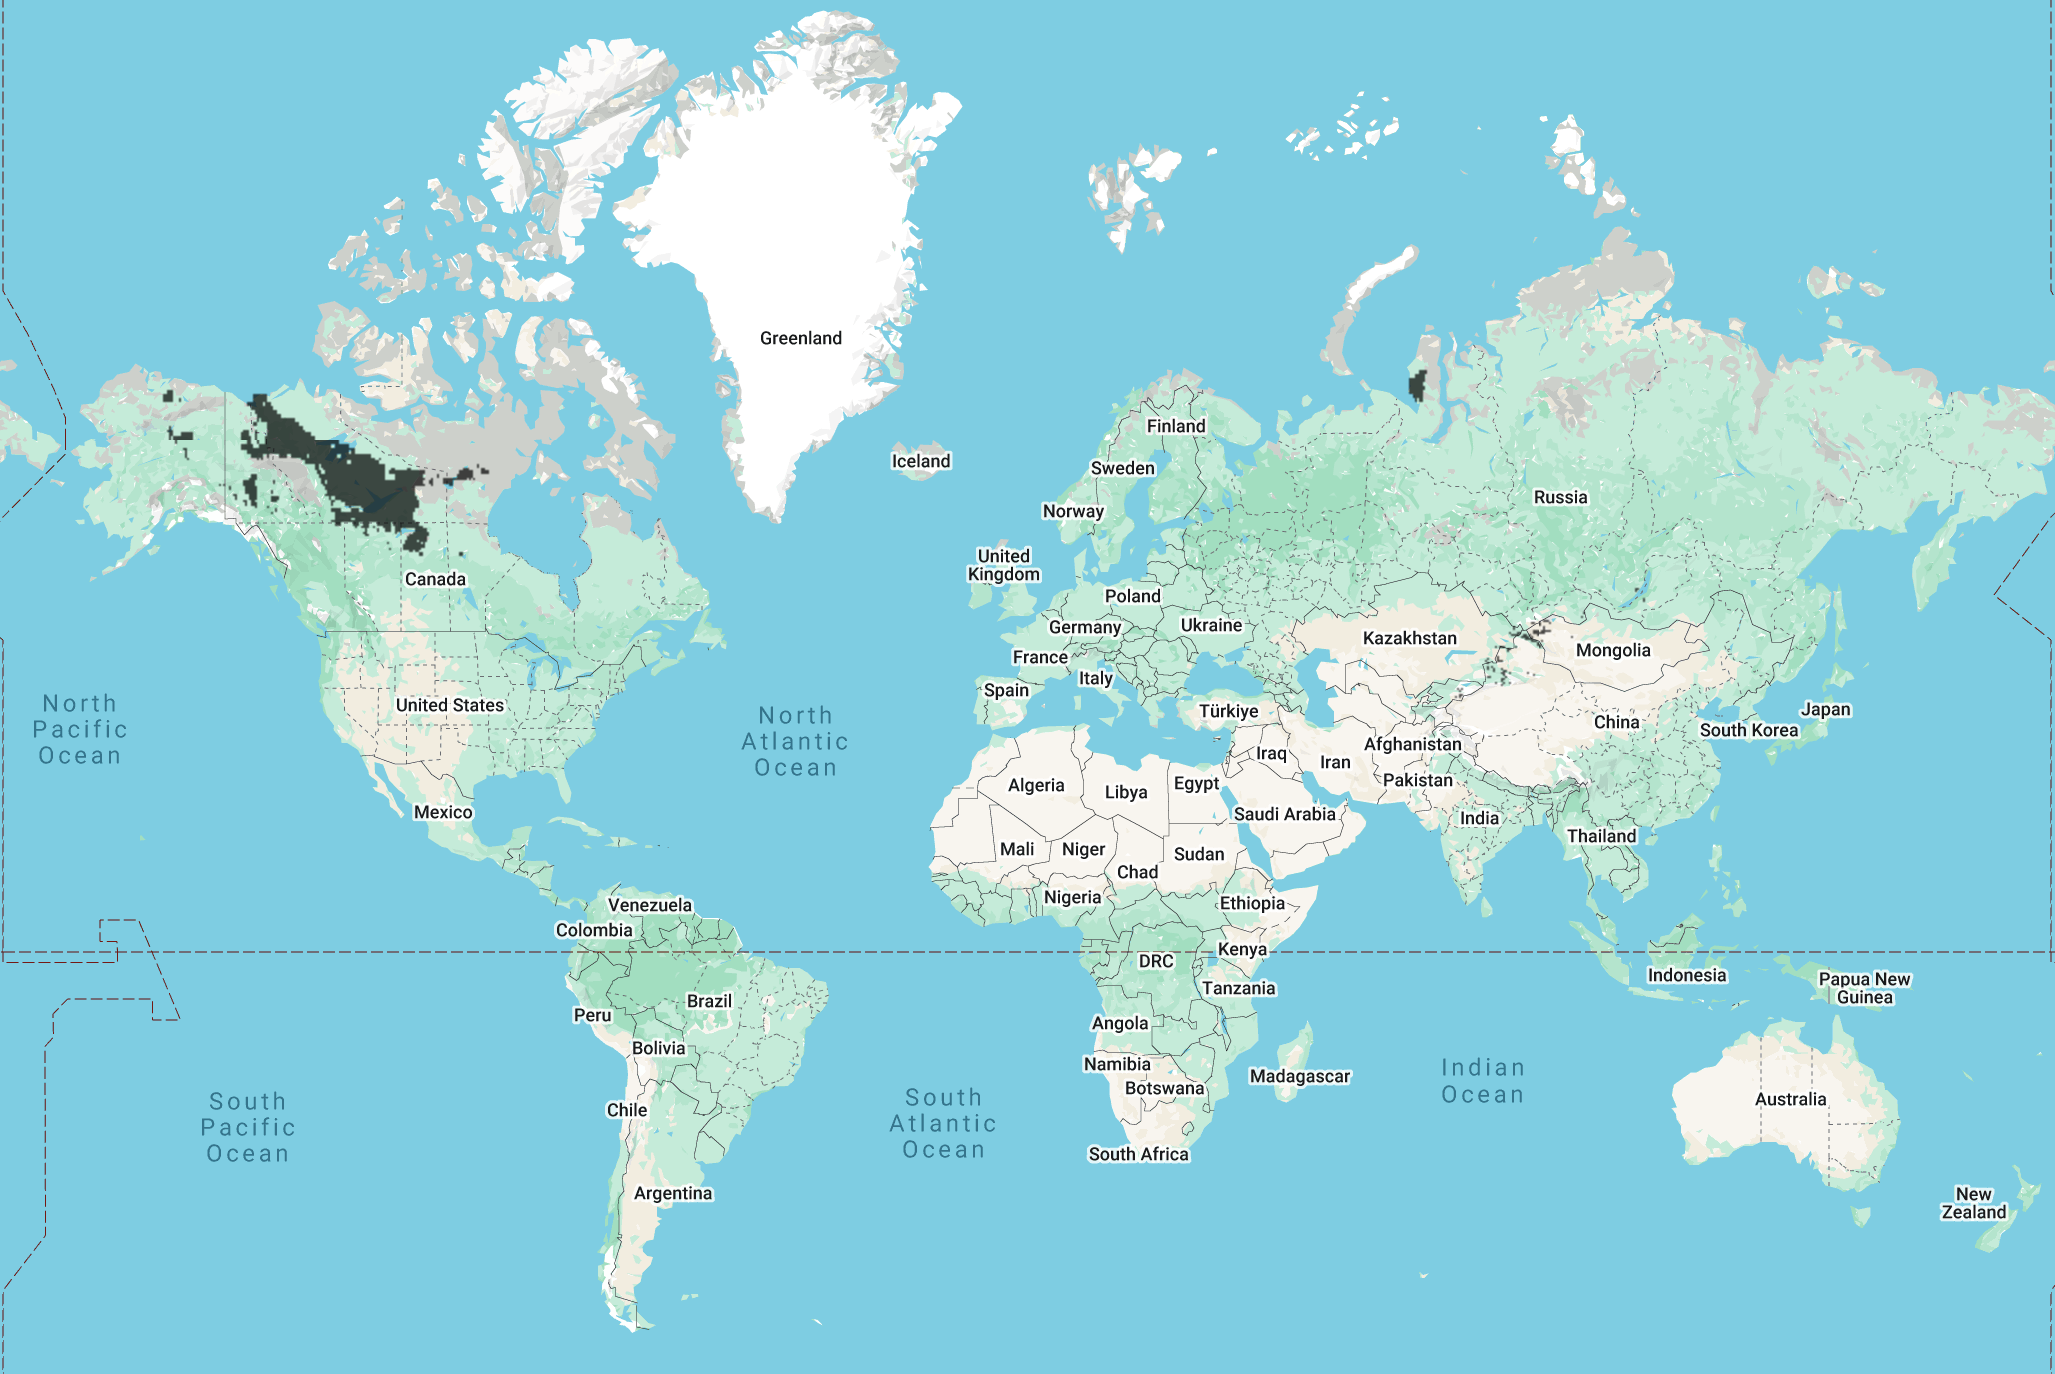 Greenland
Finland
Iceland
Sweden
Russia
Norway
United
Kingdom
Canada
Poland
Ukraine
Germany
Kazakhstan
Mongolia
France
Italy
Spain
United States
North
Pacific
Ocean
North
Atlantic
Ocean
Türkiye
China
Japan
South Korea
Afghanistan
Iraq
Iran
Pakistan
Algeria
Libya
Egypt
Saudi Arabia
India
Mexico
Thailand
Mali
Niger
Sudan
Chad
Nigeria
Ethiopia
Venezuela
Colombia
Kenya
DRC
Indonesia
Tanzania
Papua New
Guinea
Brazil
Peru
Angola
Bolivia
Namibia
Botswana
Madagascar
Indian
Ocean
Australia
Chile
South
Pacific
Ocean
South
Atlantic
Ocean
South Africa
Argentina
New
Zealand